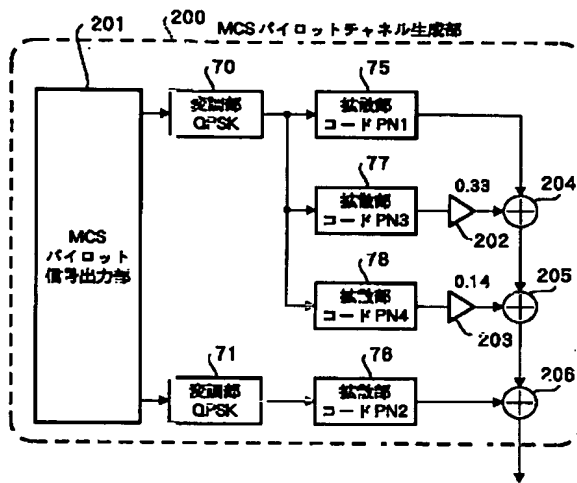 200
MCSパイロットチャネル生成部
201
MCS
パイロット
信号出力部
70
変調部
QPSK
75
拡散部
コードPN1
77
拡散部
コードPN3
0.33
202
204
78
拡散部
コードPN4
0.14
203
205
71
変調部
QPSK
76
拡散部
コードPN2
206